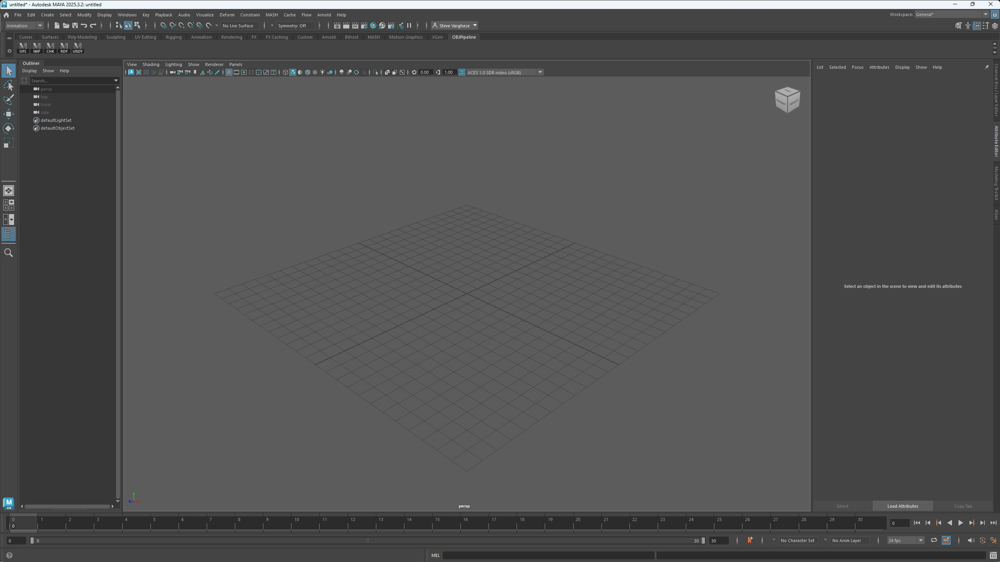 untitled* - Autodesk MAYA 2025.3.2: untitled
File Edit Create Select Modify Display Windows Key Playback Audio Visualize Deform Constrain MASH Cache Flow Arnold Help
Workspace: General*
Animation
No Live Surface
Symmetry: Off
IPR
Steve Varghese
Curves Surfaces Poly Modeling Sculpting UV Editing Rigging Animation Rendering FX FX Caching Custom Arnold Bifrost MASH Motion Graphics XGen OBJPipeline
UPL IMP CHK RDY URDY
Outliner
Display Show Help
Search...
persp
top
front
side
defaultLightSet
defaultObjectSet
View Shading Lighting Show Renderer Panels
0.00
1.00
ON
ACES 1.0 SDR-video (sRGB)
FRONT
RIGHT
y
z
x
persp
List Selected Focus Attributes Display Show Help
Select an object in the scene to view and edit its attributes
Select
Load Attributes
Copy Tab
Channel Box / Layer Editor
Attribute Editor
Modeling Toolkit
XGen
M
AYA
0 1 2 3 4 5 6 7 8 9 10 11 12 13 14 15 16 17 18 19 20 21 22 23 24 25 26 27 28 29 30
0
0
0
0
30
30
No Character Set
No Anim Layer
24 fps
MEL